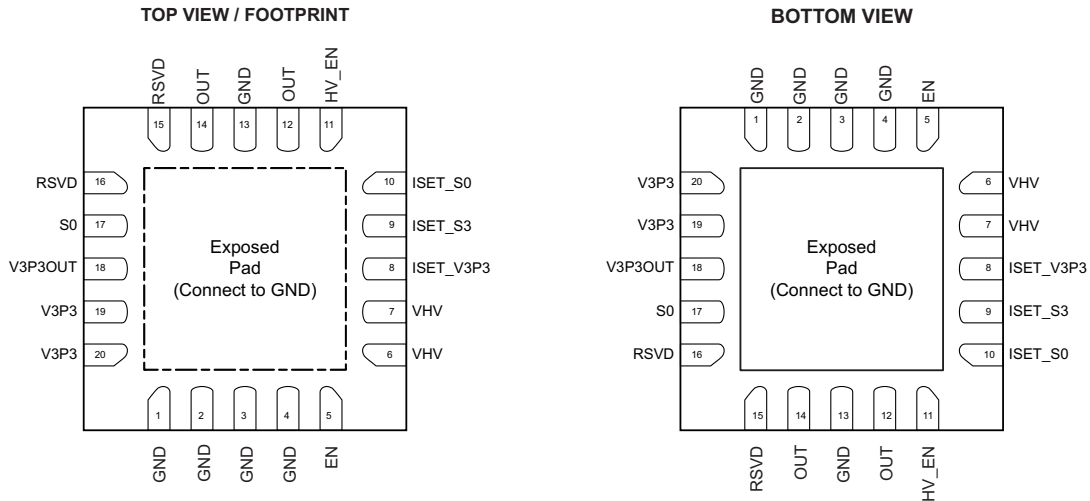 TOP VIEW / FOOTPRINT
RSVD
OUT
GND
OUT
HV_EN
15
14
13
12
11
RSVD
16
10
ISET_S0
S0
17
9
ISET_S3
V3P3OUT
18
8
ISET_V3P3
V3P3
19
7
VHV
V3P3
20
6
VHV
Exposed
Pad
(Connect to GND)
1
2
3
4
5
GND
GND
GND
GND
EN
BOTTOM VIEW
GND
GND
GND
GND
EN
1
2
3
4
5
V3P3
20
6
VHV
V3P3
19
7
VHV
V3P3OUT
18
8
ISET_V3P3
S0
17
9
ISET_S3
RSVD
16
10
ISET_S0
Exposed
Pad
(Connect to GND)
15
14
13
12
11
RSVD
OUT
GND
OUT
HV_EN